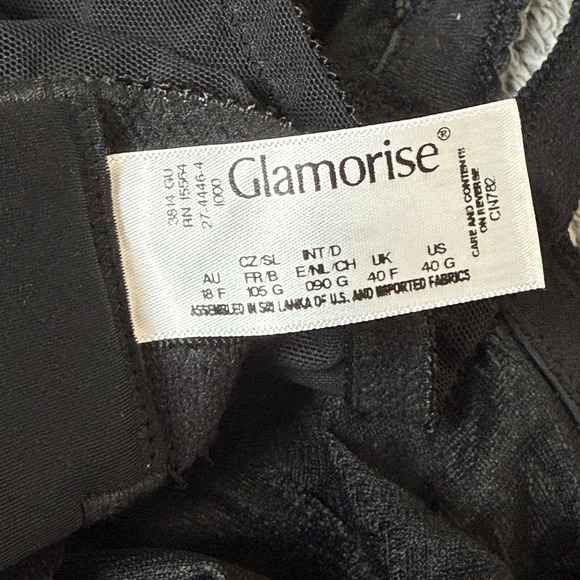 Glamorise®
3814 GU
RN 15564
27-4446-4
1000
CARE AND CONTENT!!
ON REVERSE
CN782
AU CZ/SL FR/B INT/D E/NL/CH UK US
18 F 105 G 090 G 40 F 40 G
ASSEMBLED IN SRI LANKA OF U.S. AND IMPORTED FABRICS